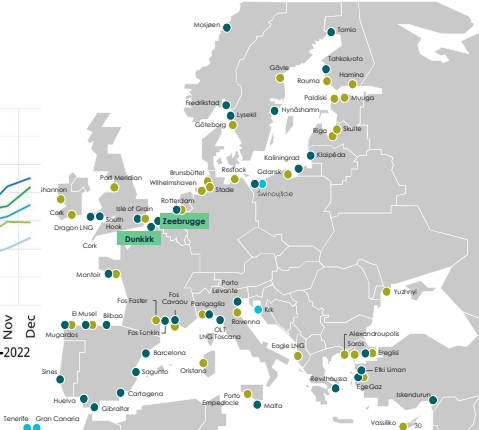 Mosjøen
Tornio
Tahkoluoto
Gävle
Rauma
Hamina
Fredrikstad
Lysekil
Nynäshamn
Paldiski
Muuga
Göteborg
Riga
Skulte
Kaliningrad
Klaipėda
Port Meridian
Brunsbüttel
Rostock
Gdansk
Wilhelmshaven
Stade
Świnoujście
hannon
Rotterdam
Cork
Isle of Grain
South
Hook
Zeebrugge
Dragon LNG
Dunkirk
Cork
Montoir
Porto
Levante
Yuzhnyi
Fos Faster
Fos
Cavaou
Panigaglia
Krk
El Musel
Bilbao
Ravenna
Mugardos
Fos Tonkin
OLT
LNG Toscana
Alexandroupolis
Nov
Dec
-2022
Barcelona
Eagle LNG
Saros
Ereglisi
Sines
Sagunto
Oristano
Etki Liman
Revithoussa
EgeGaz
Huelva
Cartagena
Porto
Empedocle
Malta
Iskenderun
Gibraltar
Tenerife
Gran Canaria
Vassiliko
30